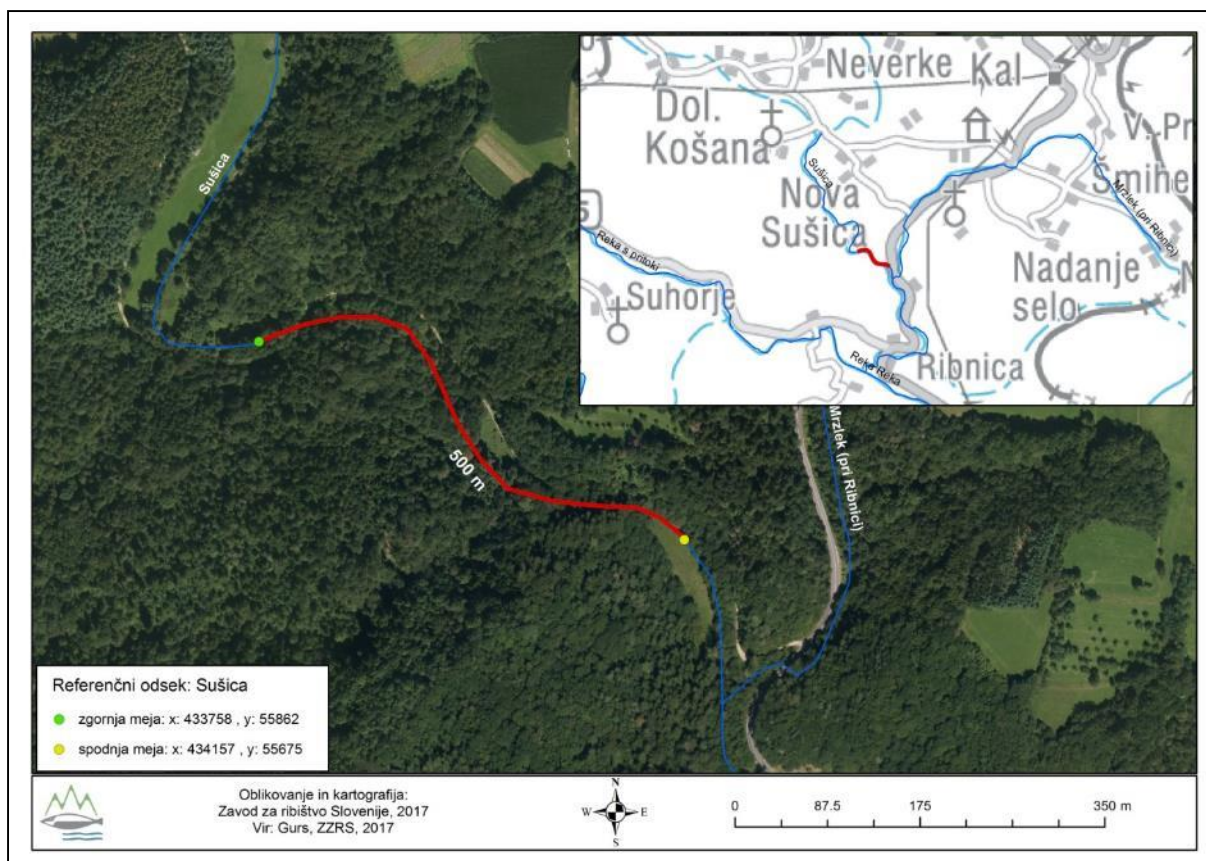 Sušica
500 m
Mrzlek (pri Ribnici)
Neverke Kal
Dol.
Košana
V. Pr
Šmihe
Sušica
Nova
Sušica
Mrzlek (pri Ribnici)
Reka s pritoki
Suhorje
Nadanje
selo
N
Reka Reka
Ribnica
Referenčni odsek: Sušica
zgornja meja: x: 433758 , y: 55862
spodnja meja: x: 434157 , y: 55675
Oblikovanje in kartografija:
Zavod za ribištvo Slovenije, 2017
Vir: Gurs, ZZRS, 2017
N
W E
S
0 87.5 175 350 m